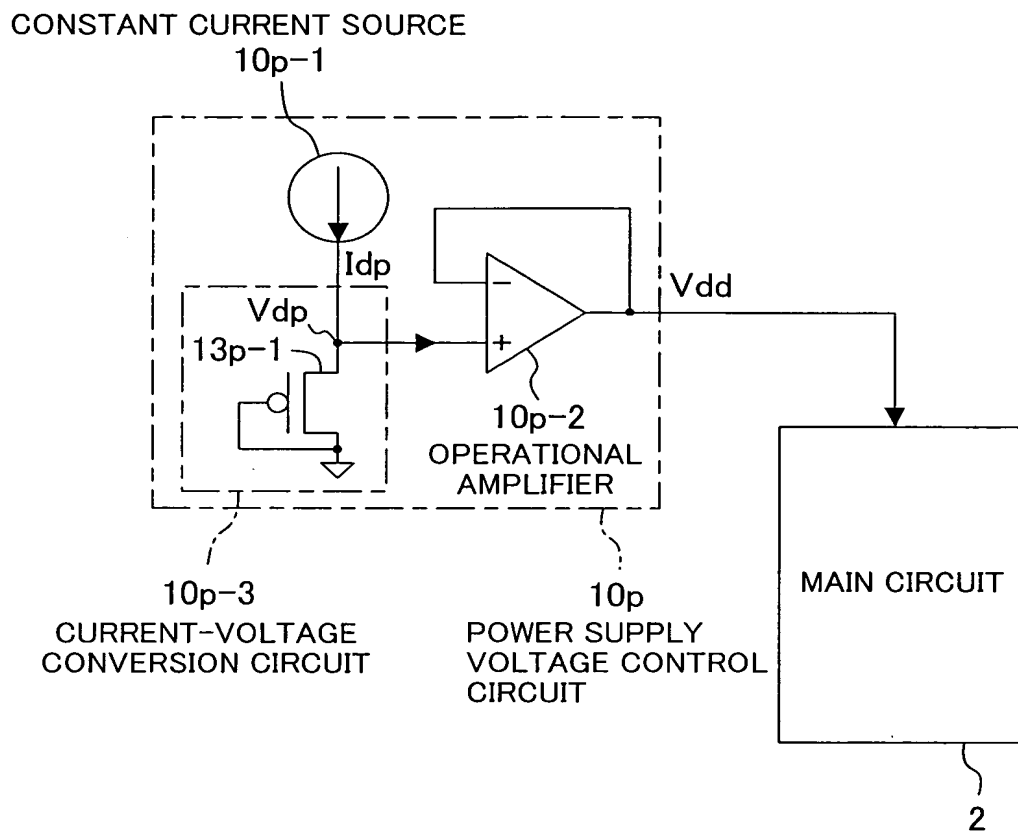 CONSTANT CURRENT SOURCE
10p-1
Idp
Vdp
13p-1
−
+
Vdd
10p-2
OPERATIONAL
AMPLIFIER
10p-3
CURRENT-VOLTAGE
CONVERSION CIRCUIT
10p
POWER SUPPLY
VOLTAGE CONTROL
CIRCUIT
MAIN CIRCUIT
2